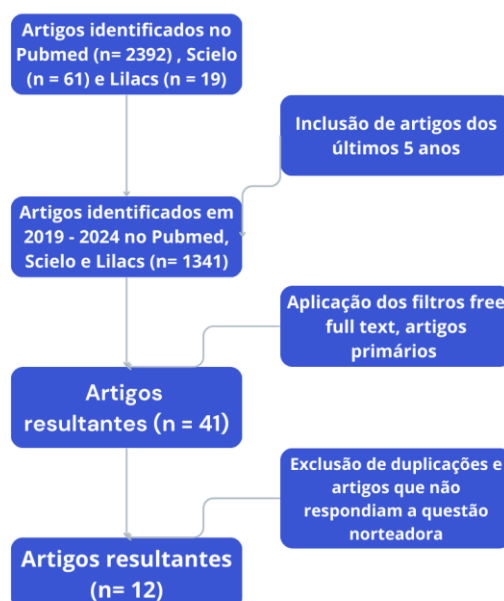 Artigos identificados no
Pubmed (n= 2392) , Scielo
(n = 61) e Lilacs (n = 19)
Inclusão de artigos dos
últimos 5 anos
Artigos identificados em
2019 - 2024 no Pubmed,
Scielo e Lilacs (n= 1341)
Aplicação dos filtros free
full text, artigos
primários
Artigos
resultantes (n = 41)
Exclusão de duplicações e
artigos que não
respondiam a questão
norteadora
Artigos resultantes
(n= 12)